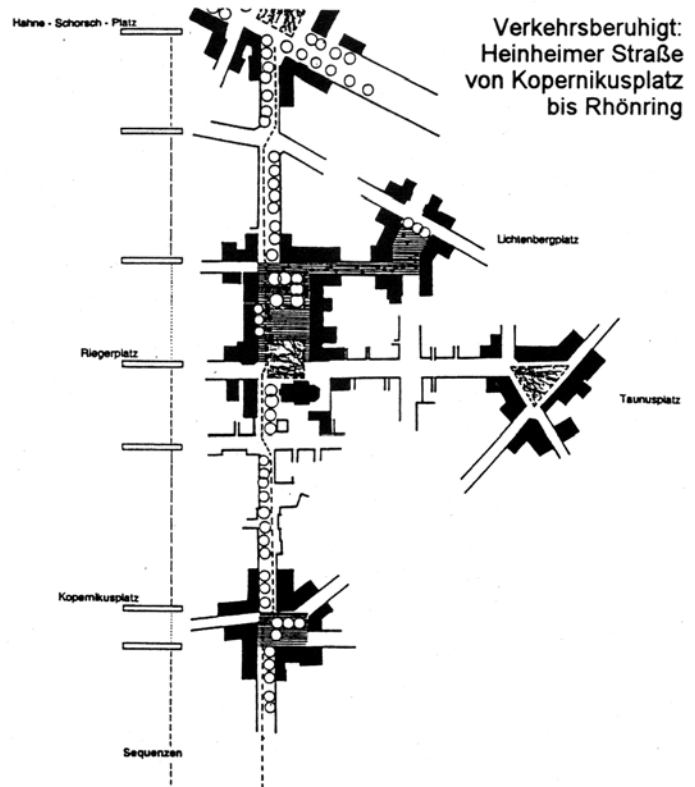 Hahne - Schorsch - Platz
Verkehrsberuhigt:
Heinheimer Straße
von Kopernikusplatz
bis Rhönring
Lichtenbergplatz
Riegerplatz
Taunusplatz
Kopernikusplatz
Sequenzen